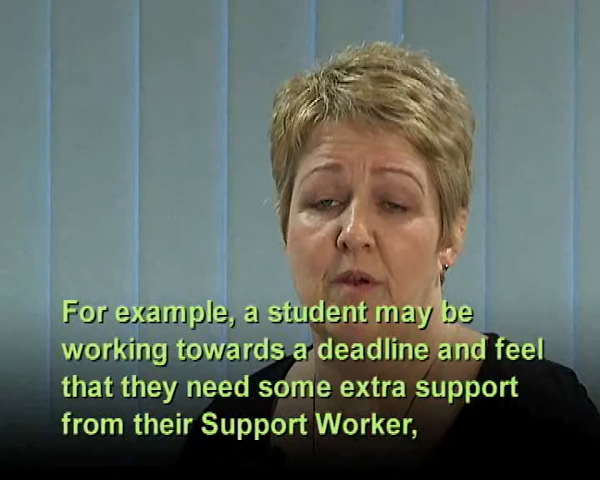 For example, a student may be
working towards a deadline and feel
that they need some extra support
from their Support Worker,